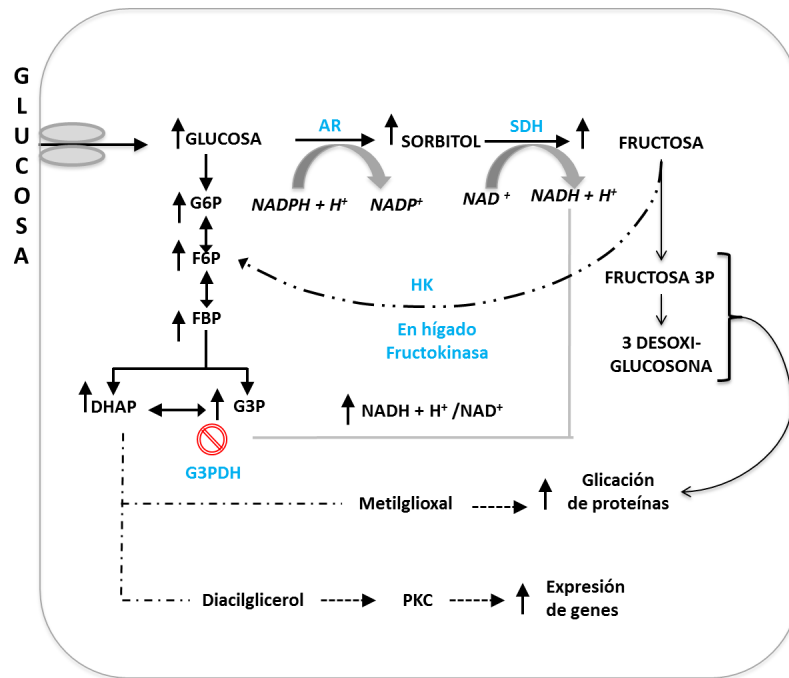 GLUCOSA
GLUCOSA
AR
SORBITOL
SDH
FRUCTOSA
NADPH + H⁺
NADP⁺
NAD ⁺
NADH + H⁺
G6P
F6P
FBP
HK
En hígado
Fructokinasa
FRUCTOSA 3P
3 DESOXI-
GLUCOSONA
DHAP
G3P
NADH + H⁺ /NAD⁺
G3PDH
Metilglioxal
Glicación
de proteínas
Diacilglicerol
PKC
Expresión
de genes